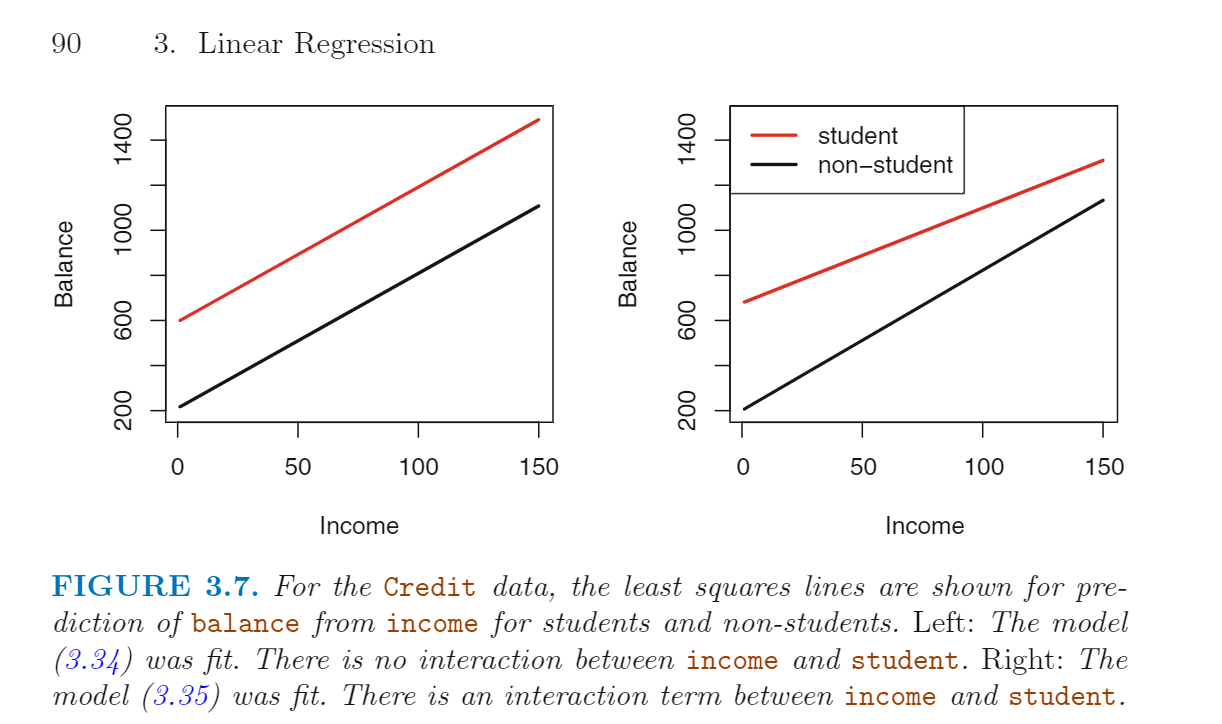 90 3. Linear Regression
1400
1000
600
200
Balance
0 50 100 150
Income
student
non−student
1400
1000
600
200
Balance
0 50 100 150
Income
FIGURE 3.7. For the Credit data, the least squares lines are shown for pre-
diction of balance from income for students and non-students. Left: The model
(3.34) was fit. There is no interaction between income and student. Right: The
model (3.35) was fit. There is an interaction term between income and student.